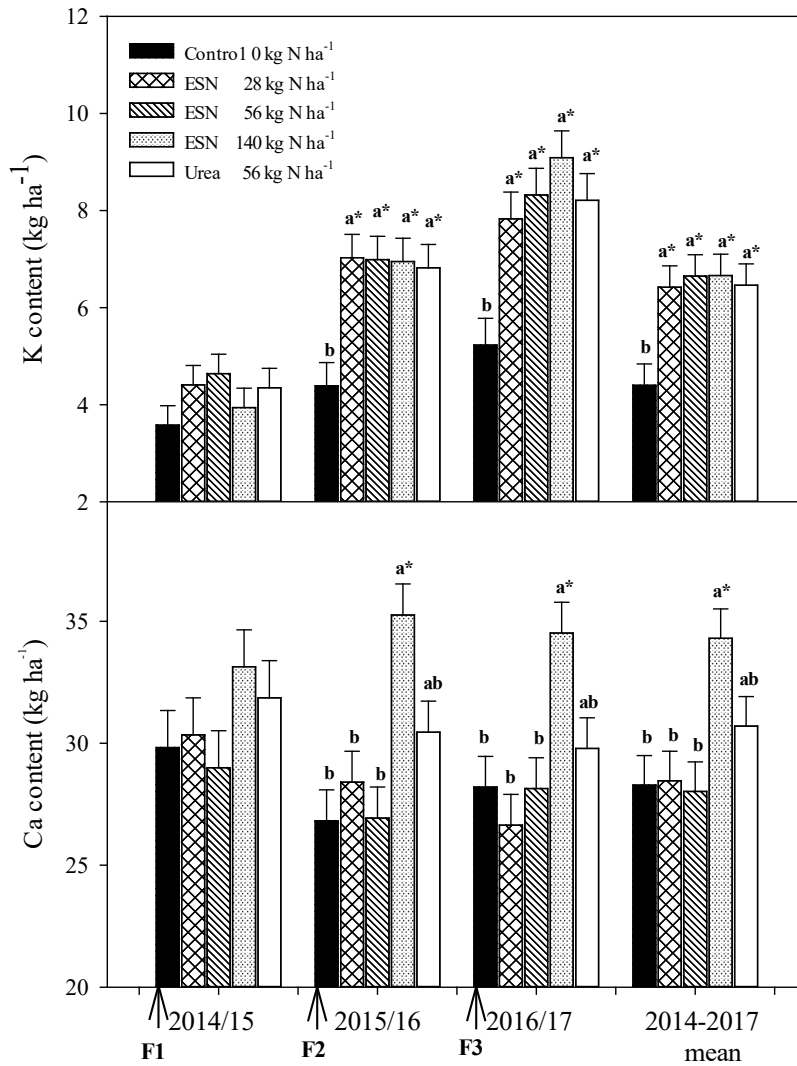 12
Control 0 kg N ha-1
ESN 28 kg N ha-1
ESN 56 kg N ha-1
ESN 140 kg N ha-1
Urea 56 kg N ha-1
10
8
6
4
2
K content (kg ha-1)
b
a*
a*
a*
a*
b
a*
a*
a*
a*
b
a*
a*
a*
a*
35
30
25
20
Ca content (kg ha-1)
b
b
b
a*
ab
b
b
b
a*
ab
b
b
b
a*
ab
2014/15 2015/16 2016/17 2014-2017
F1 F2 F3 mean